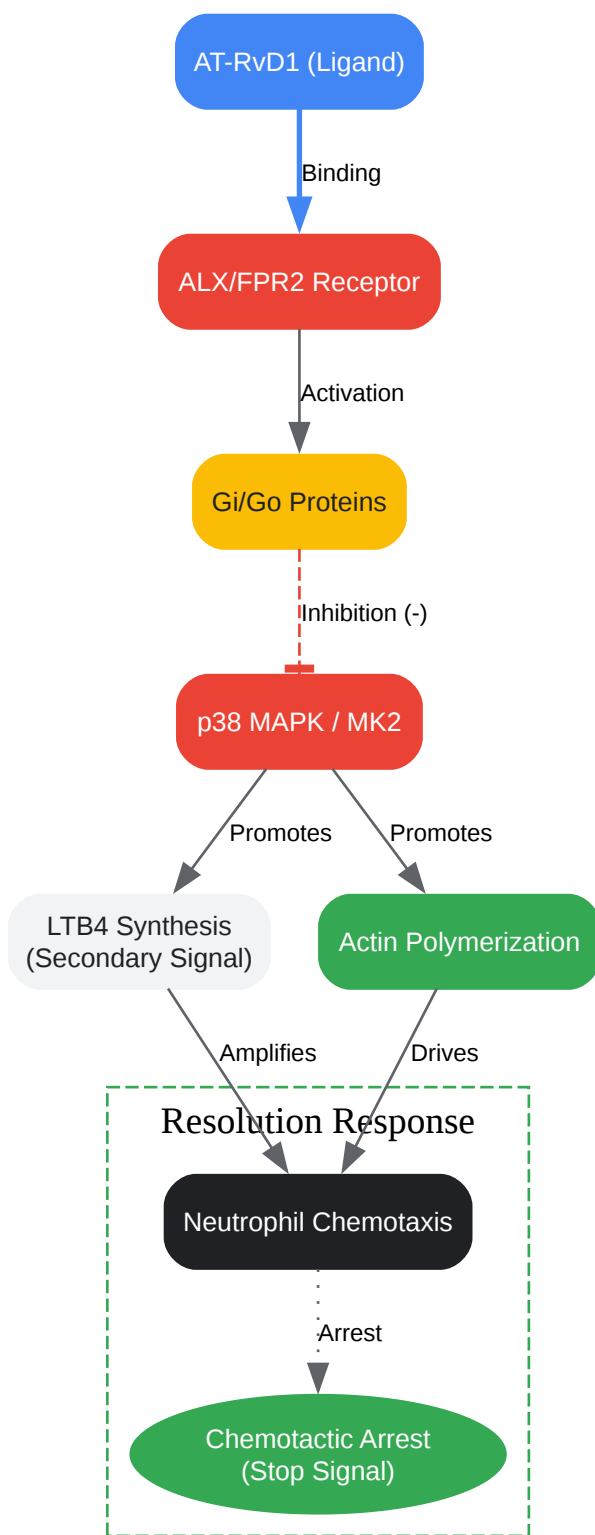 AT-RvD1 (Ligand)
Binding
ALX/FPR2 Receptor
Activation
Gi/Go Proteins
Inhibition (-)
p38 MAPK / MK2
Promotes
Promotes
LTB4 Synthesis
(Secondary Signal)
Actin Polymerization
Amplifies
Drives
Resolution Response
Neutrophil Chemotaxis
Arrest
Chemotactic Arrest
(Stop Signal)